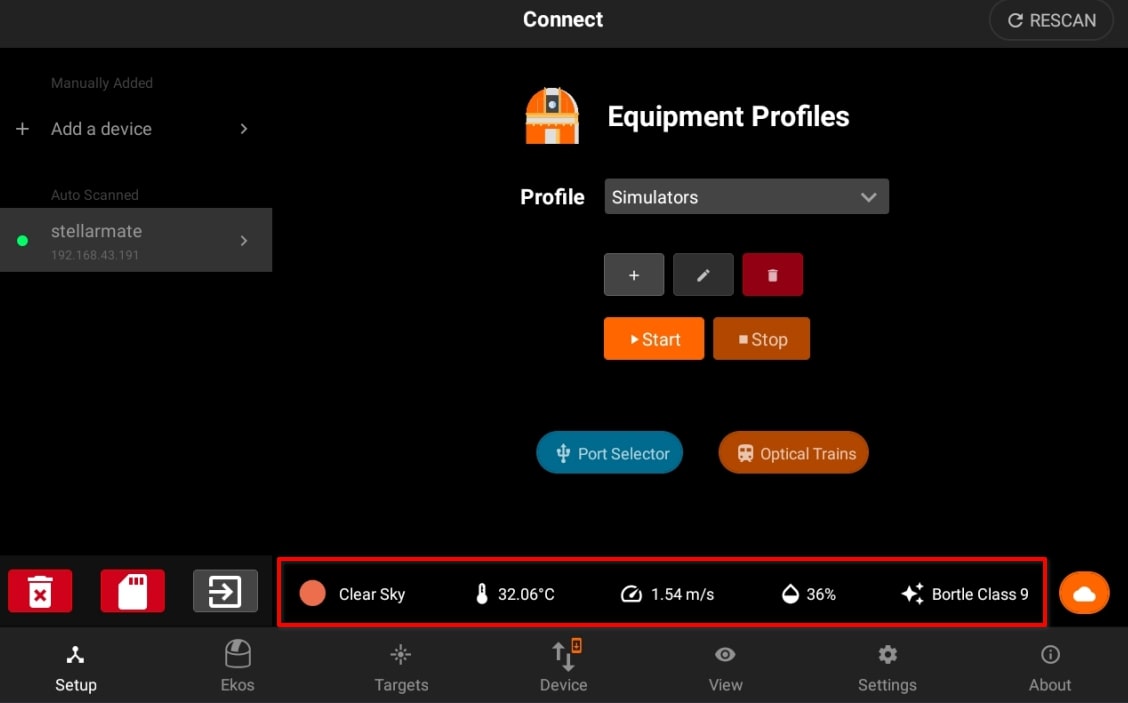 Connect
RESCAN
Manually Added
Add a device
Auto Scanned
stellarmate
192.168.43.191
Equipment Profiles
Profile Simulators
Start Stop
Port Selector Optical Trains
Clear Sky 32.06°C 1.54 m/s 36% Bortle Class 9
Setup Ekos Targets Device View Settings About